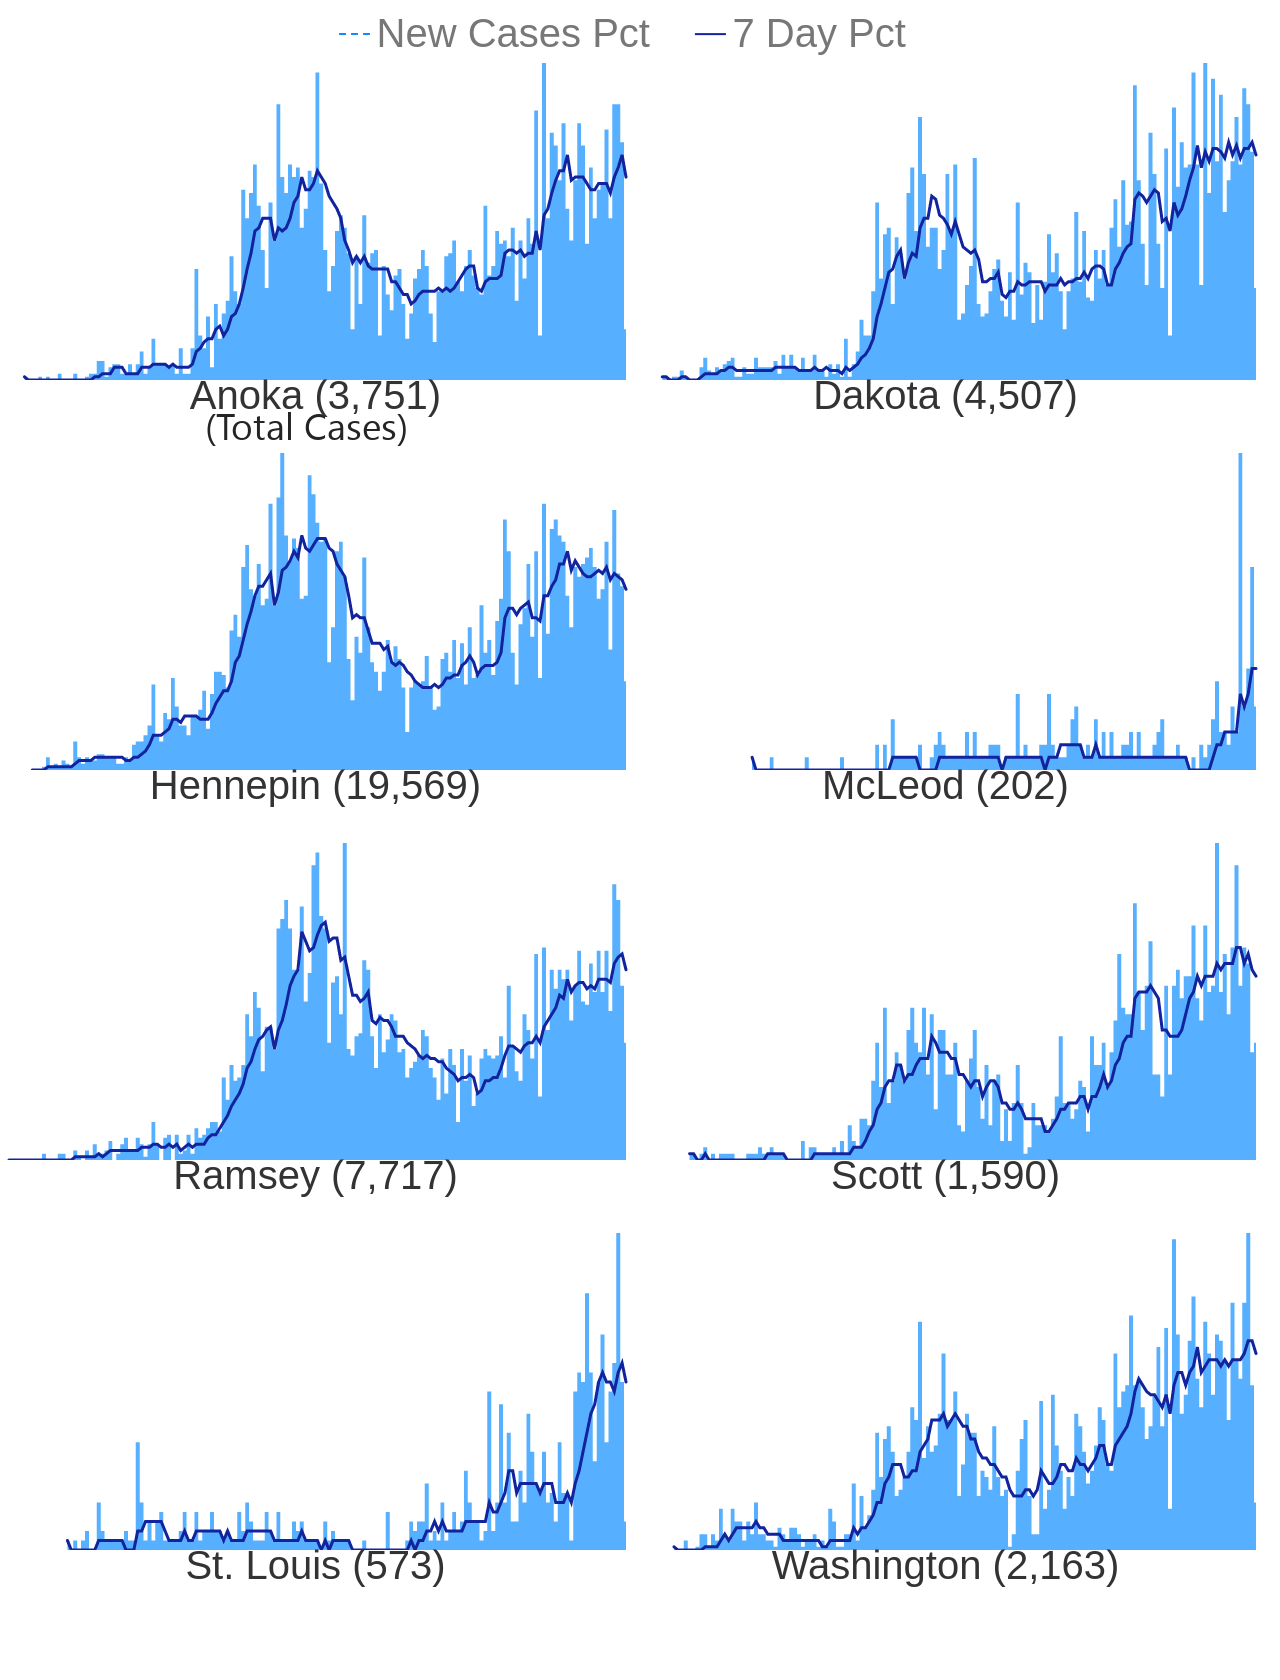 New Cases Pct 7 Day Pct
Anoka (3,751)
(Total Cases)
Dakota (4,507)
Hennepin (19,569)
McLeod (202)
Ramsey (7,717)
Scott (1,590)
St. Louis (573)
Washington (2,163)